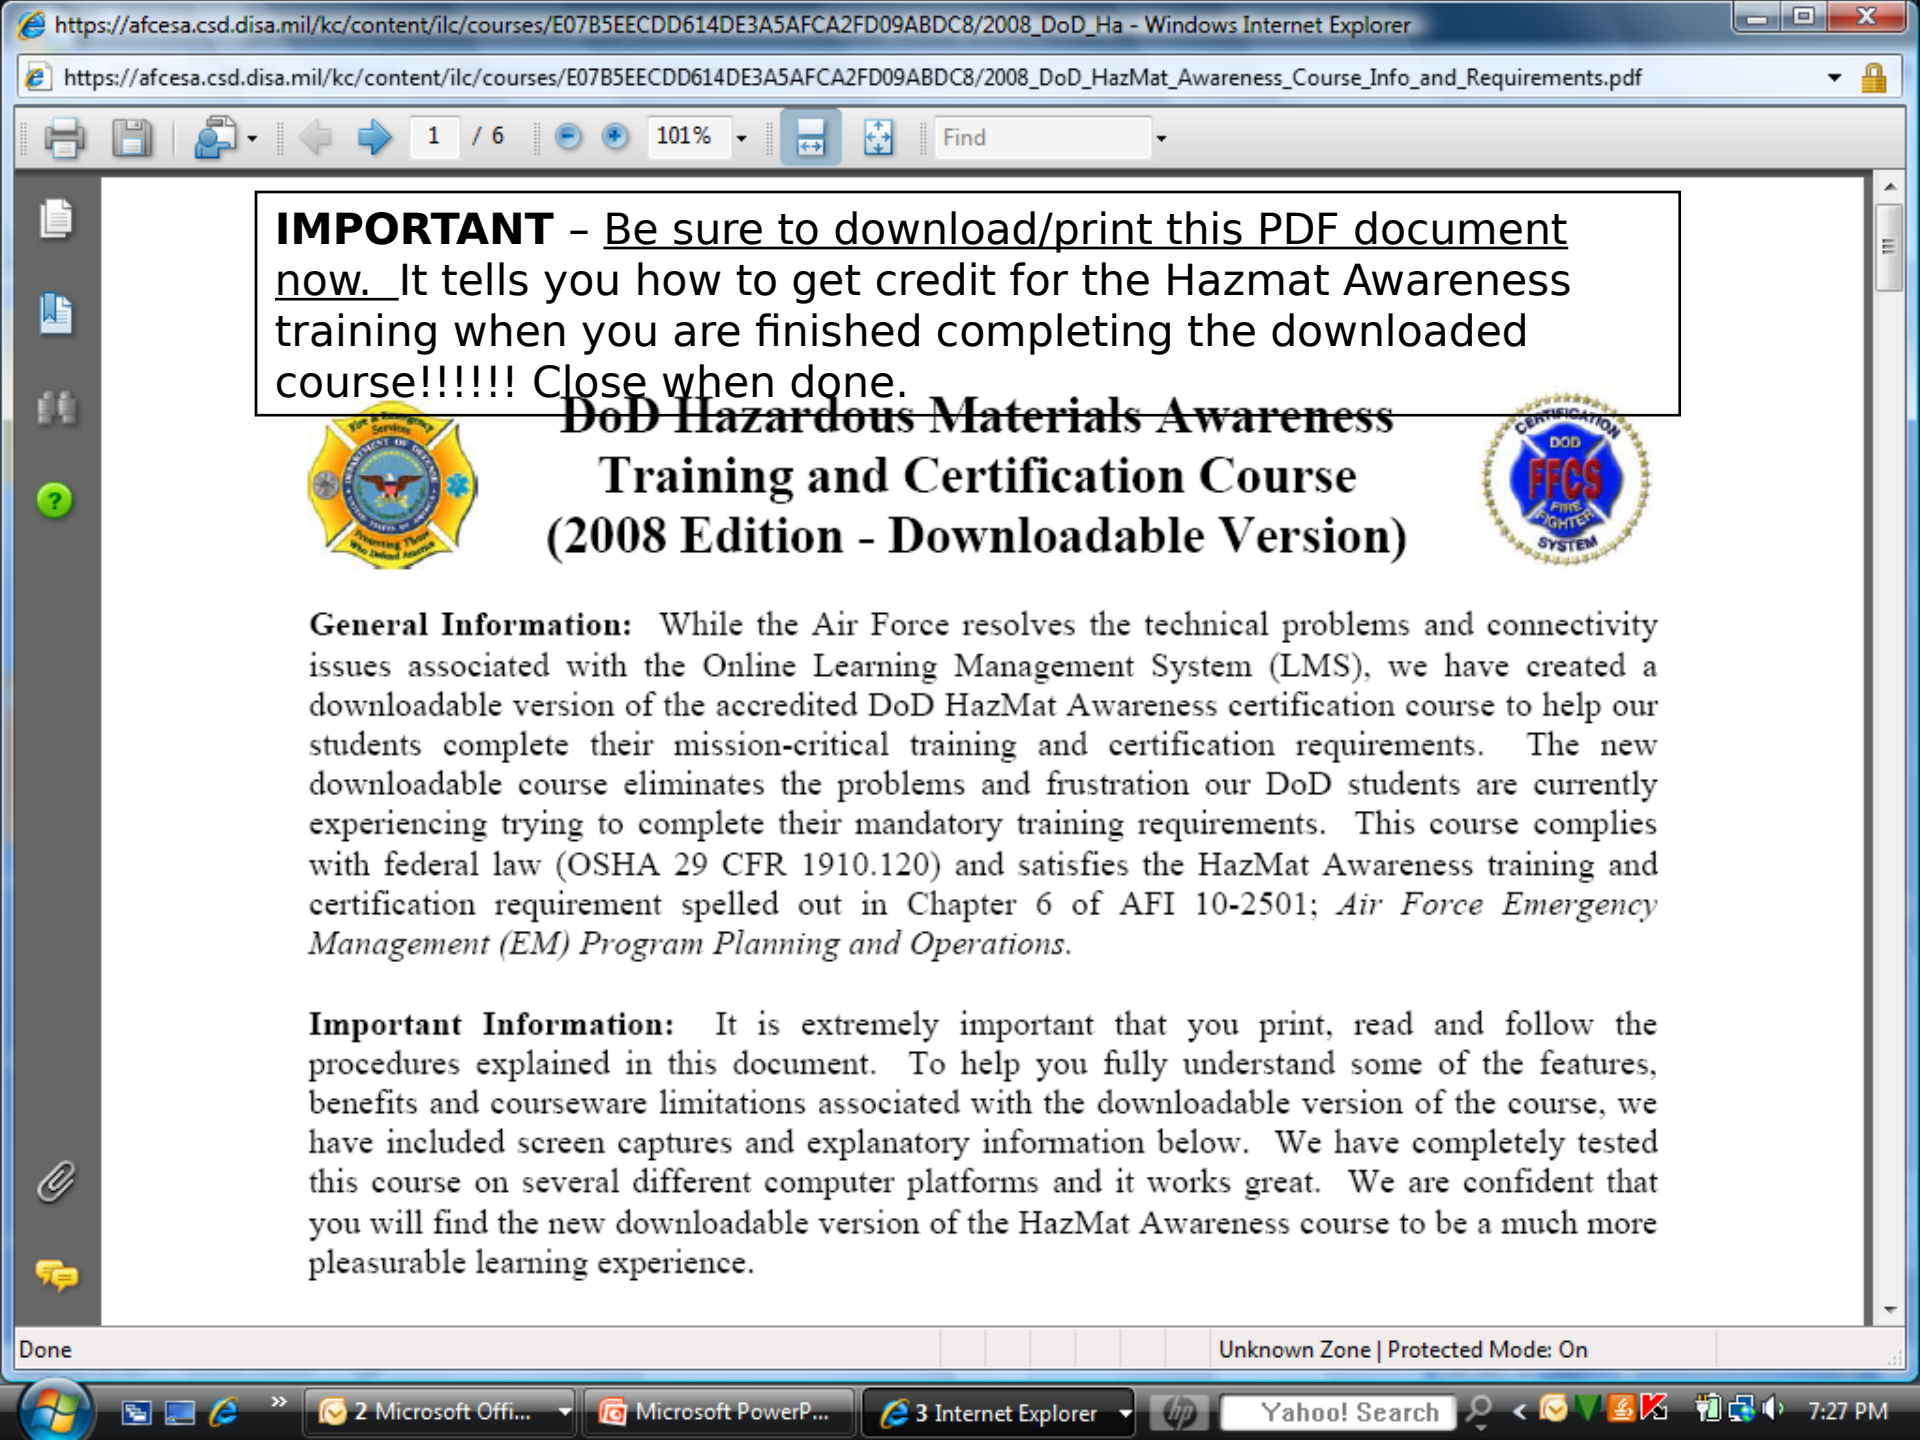 https://afcesa.csd.disa.mil/kc/content/ilc/courses/E07B5EECDD614DE3A5AFCA2FD09ABDC8/2008_DoD_Ha - Windows Internet Explorer
https://afcesa.csd.disa.mil/kc/content/ilc/courses/E07B5EECDD614DE3A5AFCA2FD09ABDC8/2008_DoD_HazMat_Awareness_Course_Info_and_Requirements.pdf
1 / 6 101% Find
IMPORTANT – Be sure to download/print this PDF document
now. It tells you how to get credit for the Hazmat Awareness
training when you are finished completing the downloaded
course!!!!!! Close when done.
DoD Hazardous Materials Awareness
Training and Certification Course
(2008 Edition - Downloadable Version)
Fire & Emergency
Services
DEPARTMENT OF DEFENSE
Protecting Those
Who Defend America
CERTIFICATION
DOD
FFCS
FIRE
FIGHTER
SYSTEM
General Information: While the Air Force resolves the technical problems and connectivity
issues associated with the Online Learning Management System (LMS), we have created a
downloadable version of the accredited DoD HazMat Awareness certification course to help our
students complete their mission-critical training and certification requirements. The new
downloadable course eliminates the problems and frustration our DoD students are currently
experiencing trying to complete their mandatory training requirements. This course complies
with federal law (OSHA 29 CFR 1910.120) and satisfies the HazMat Awareness training and
certification requirement spelled out in Chapter 6 of AFI 10-2501; Air Force Emergency
Management (EM) Program Planning and Operations.
Important Information: It is extremely important that you print, read and follow the
procedures explained in this document. To help you fully understand some of the features,
benefits and courseware limitations associated with the downloadable version of the course, we
have included screen captures and explanatory information below. We have completely tested
this course on several different computer platforms and it works great. We are confident that
you will find the new downloadable version of the HazMat Awareness course to be a much more
pleasurable learning experience.
Done Unknown Zone | Protected Mode: On
2 Microsoft Offi... Microsoft PowerP... 3 Internet Explorer hp Yahoo! Search 7:27 PM